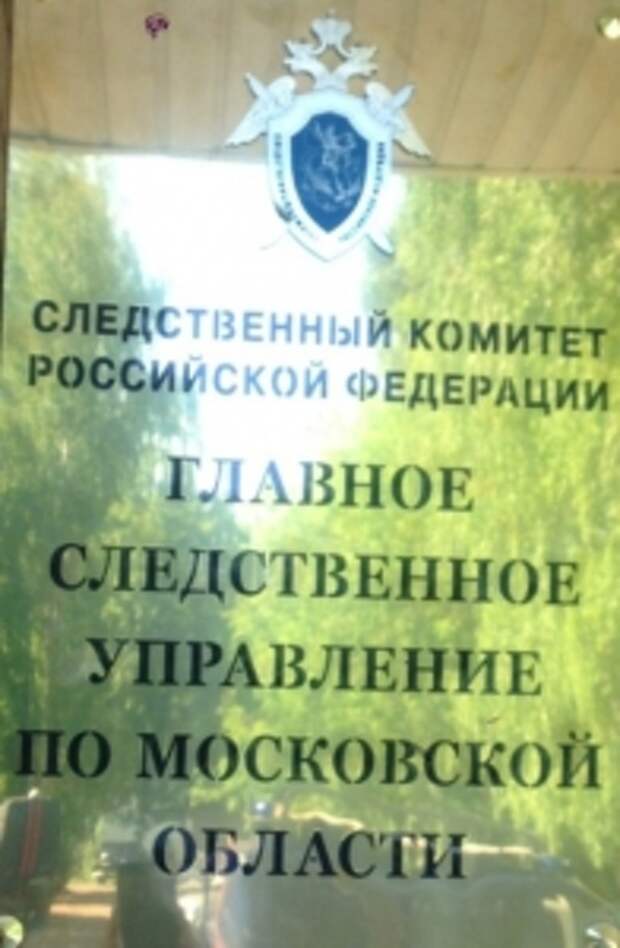 СЛЕДСТВЕННЫЙ КОМИТЕТ
РОССИЙСКОЙ ФЕДЕРАЦИИ
ГЛАВНОЕ
СЛЕДСТВЕННОЕ
УПРАВЛЕНИЕ
ПО МОСКОВСКОЙ
ОБЛАСТИ